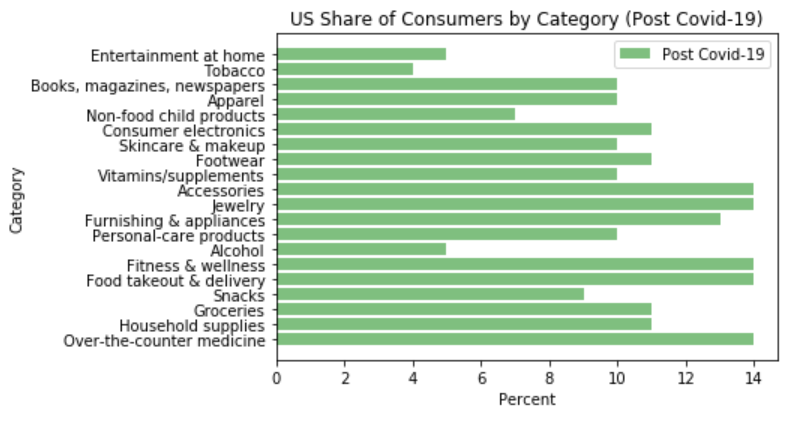 US Share of Consumers by Category (Post Covid-19)
Post Covid-19
Category
Entertainment at home
Tobacco
Books, magazines, newspapers
Apparel
Non-food child products
Consumer electronics
Skincare & makeup
Footwear
Vitamins/supplements
Accessories
Jewelry
Furnishing & appliances
Personal-care products
Alcohol
Fitness & wellness
Food takeout & delivery
Snacks
Groceries
Household supplies
Over-the-counter medicine
0 2 4 6 8 10 12 14
Percent